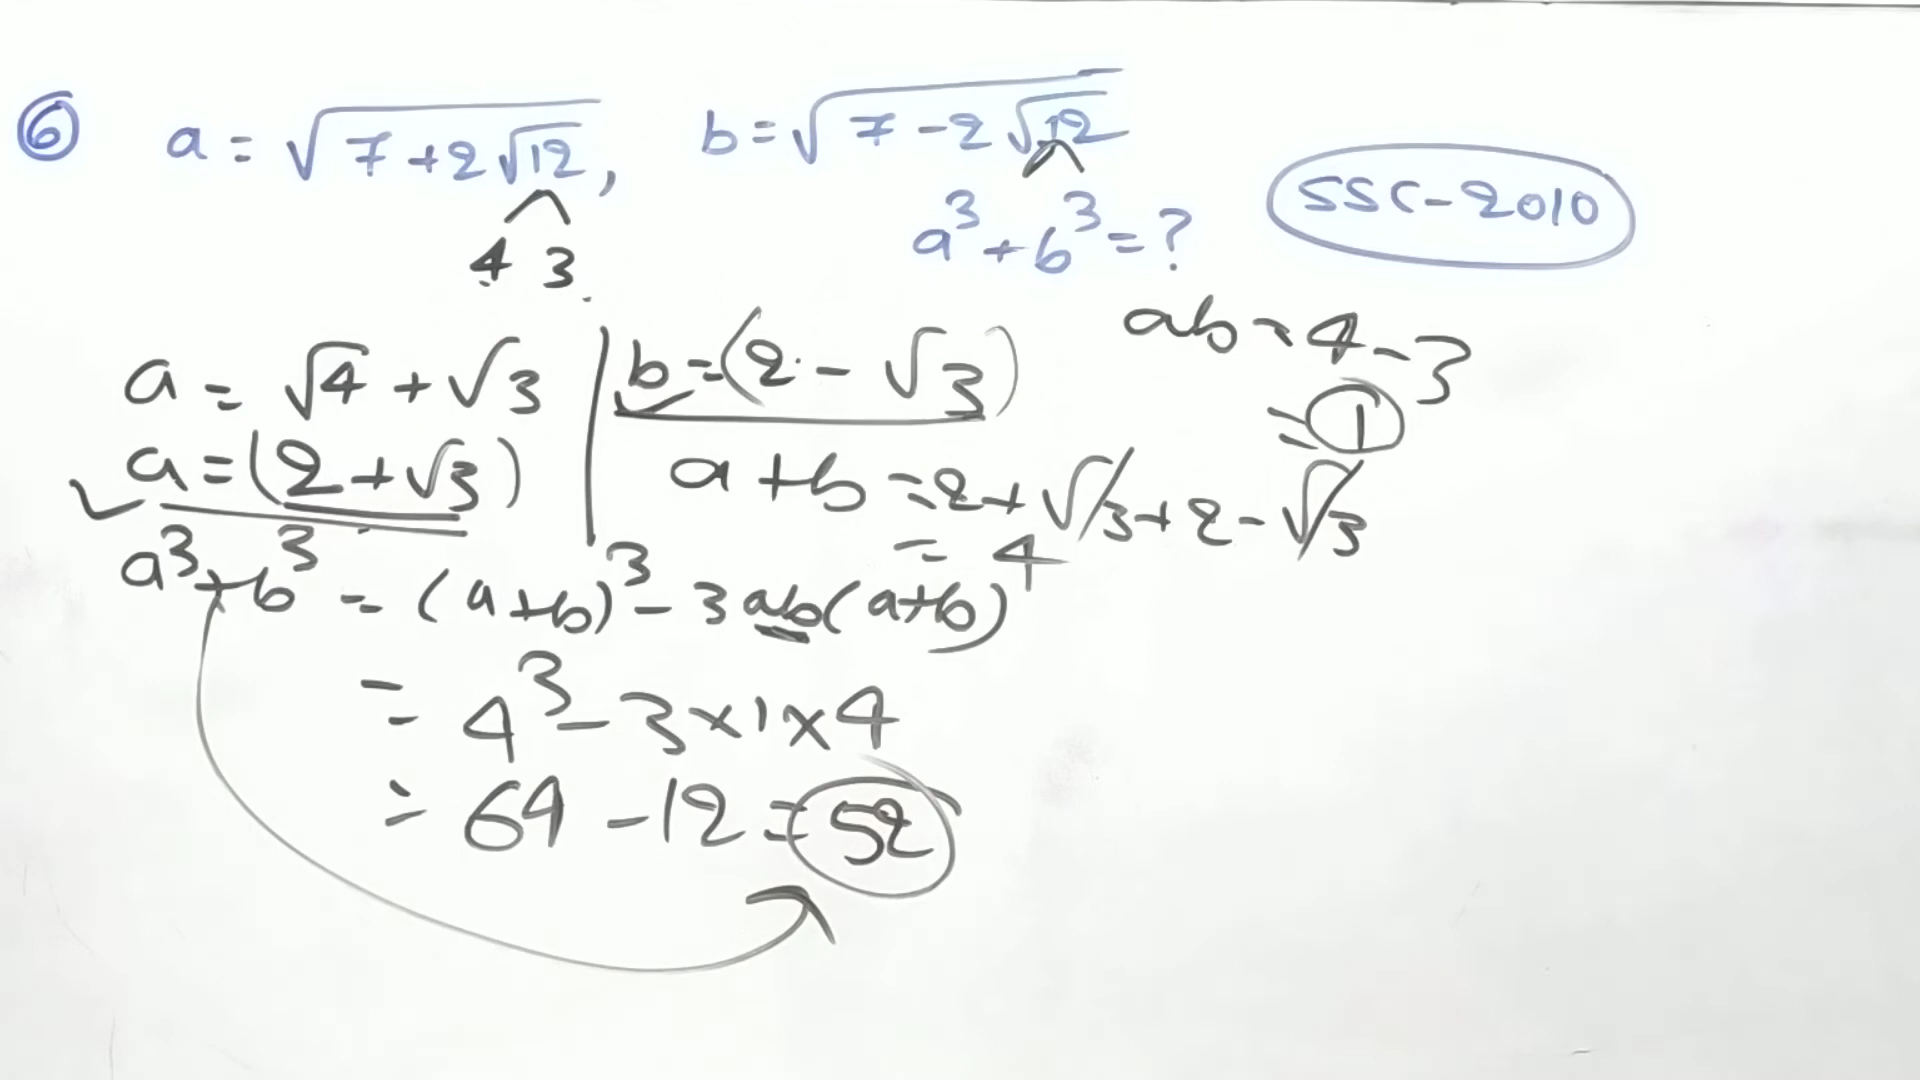 ⑥ a = √(7+2√12), b = √(7-2√12)
4 3
a³+b³=? SSC-2010
ab = 4-3
= 1
a = √4 + √3
b = (2 - √3)
a = (2+√3)
a+b = 2+√3+2-√3
= 4
a³+b³ = (a+b)³ - 3ab(a+b)
= 4³ - 3×1×4
= 64 - 12 = 52